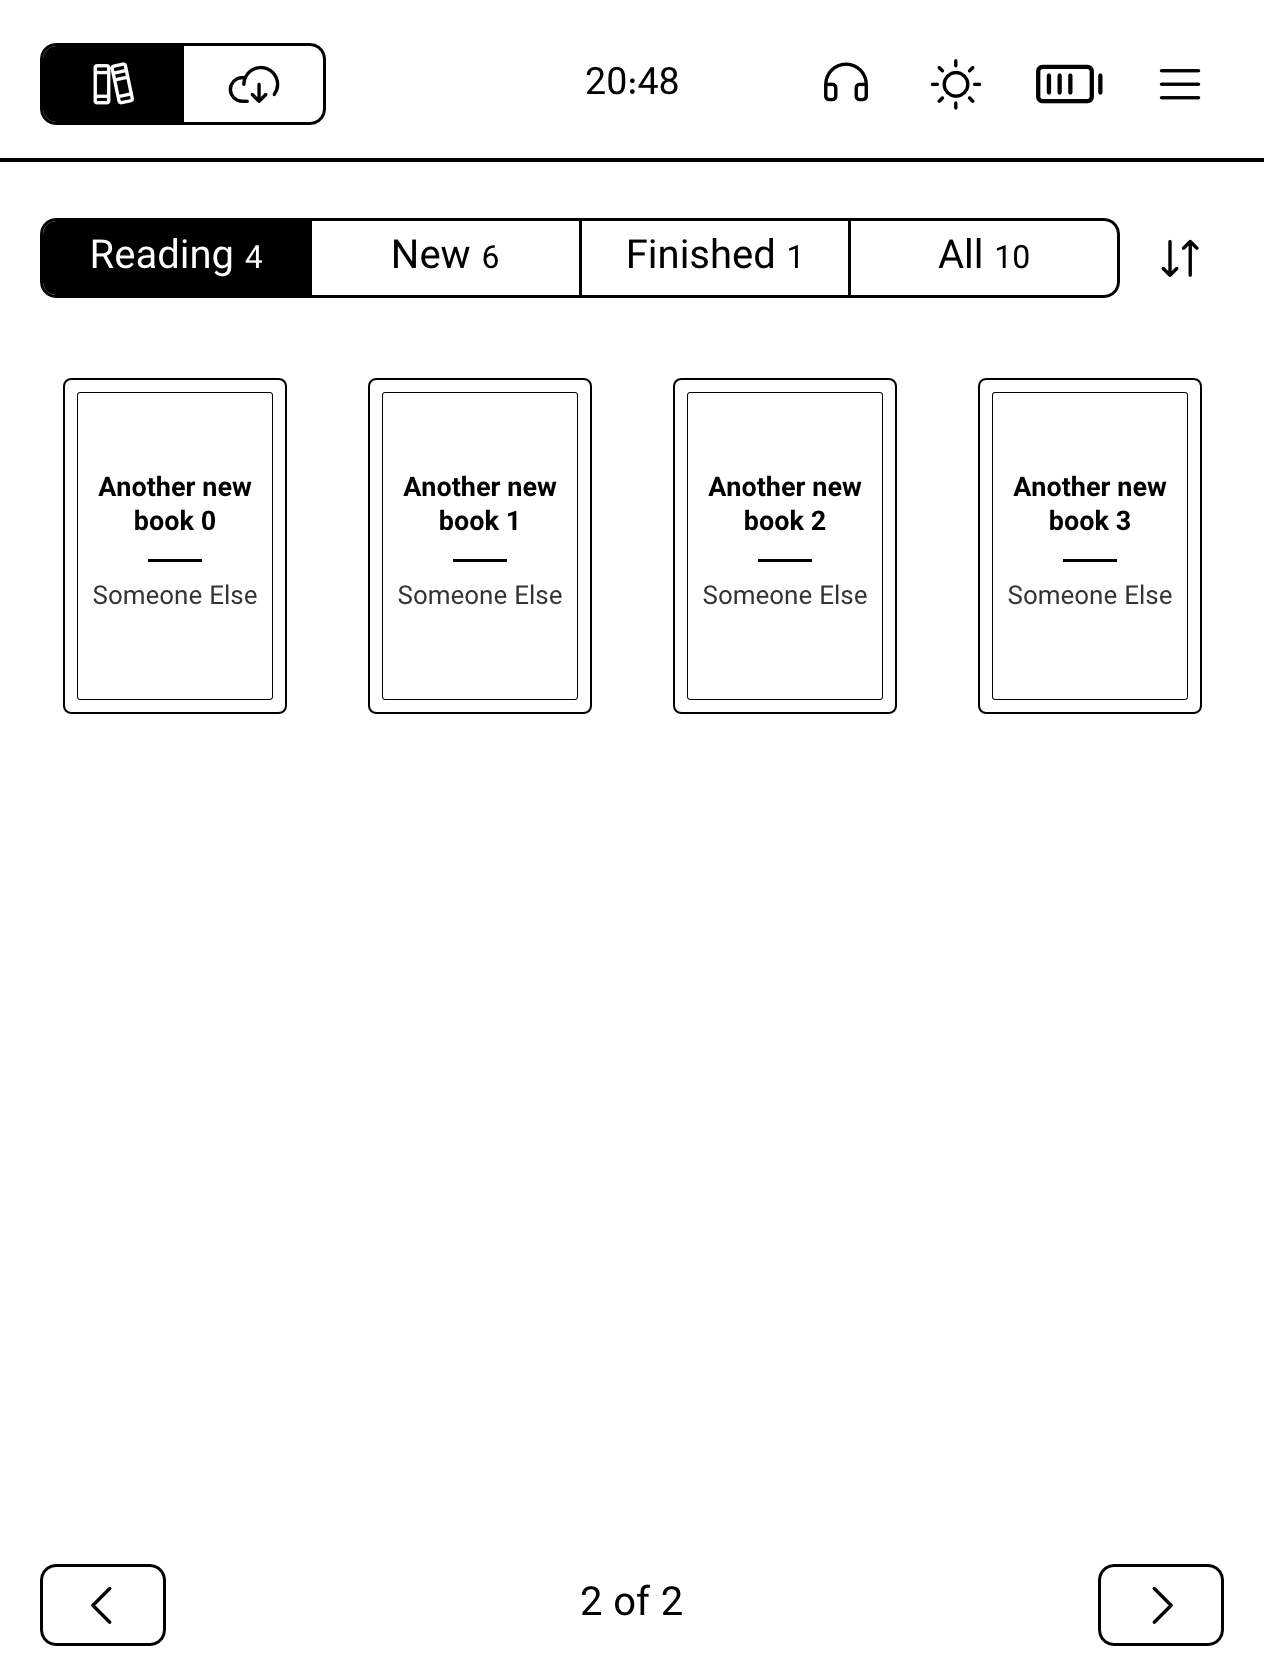 20:48
Reading 4
New 6
Finished 1
All 10
Another new
book 0
Someone Else
Another new
book 1
Someone Else
Another new
book 2
Someone Else
Another new
book 3
Someone Else
2 of 2